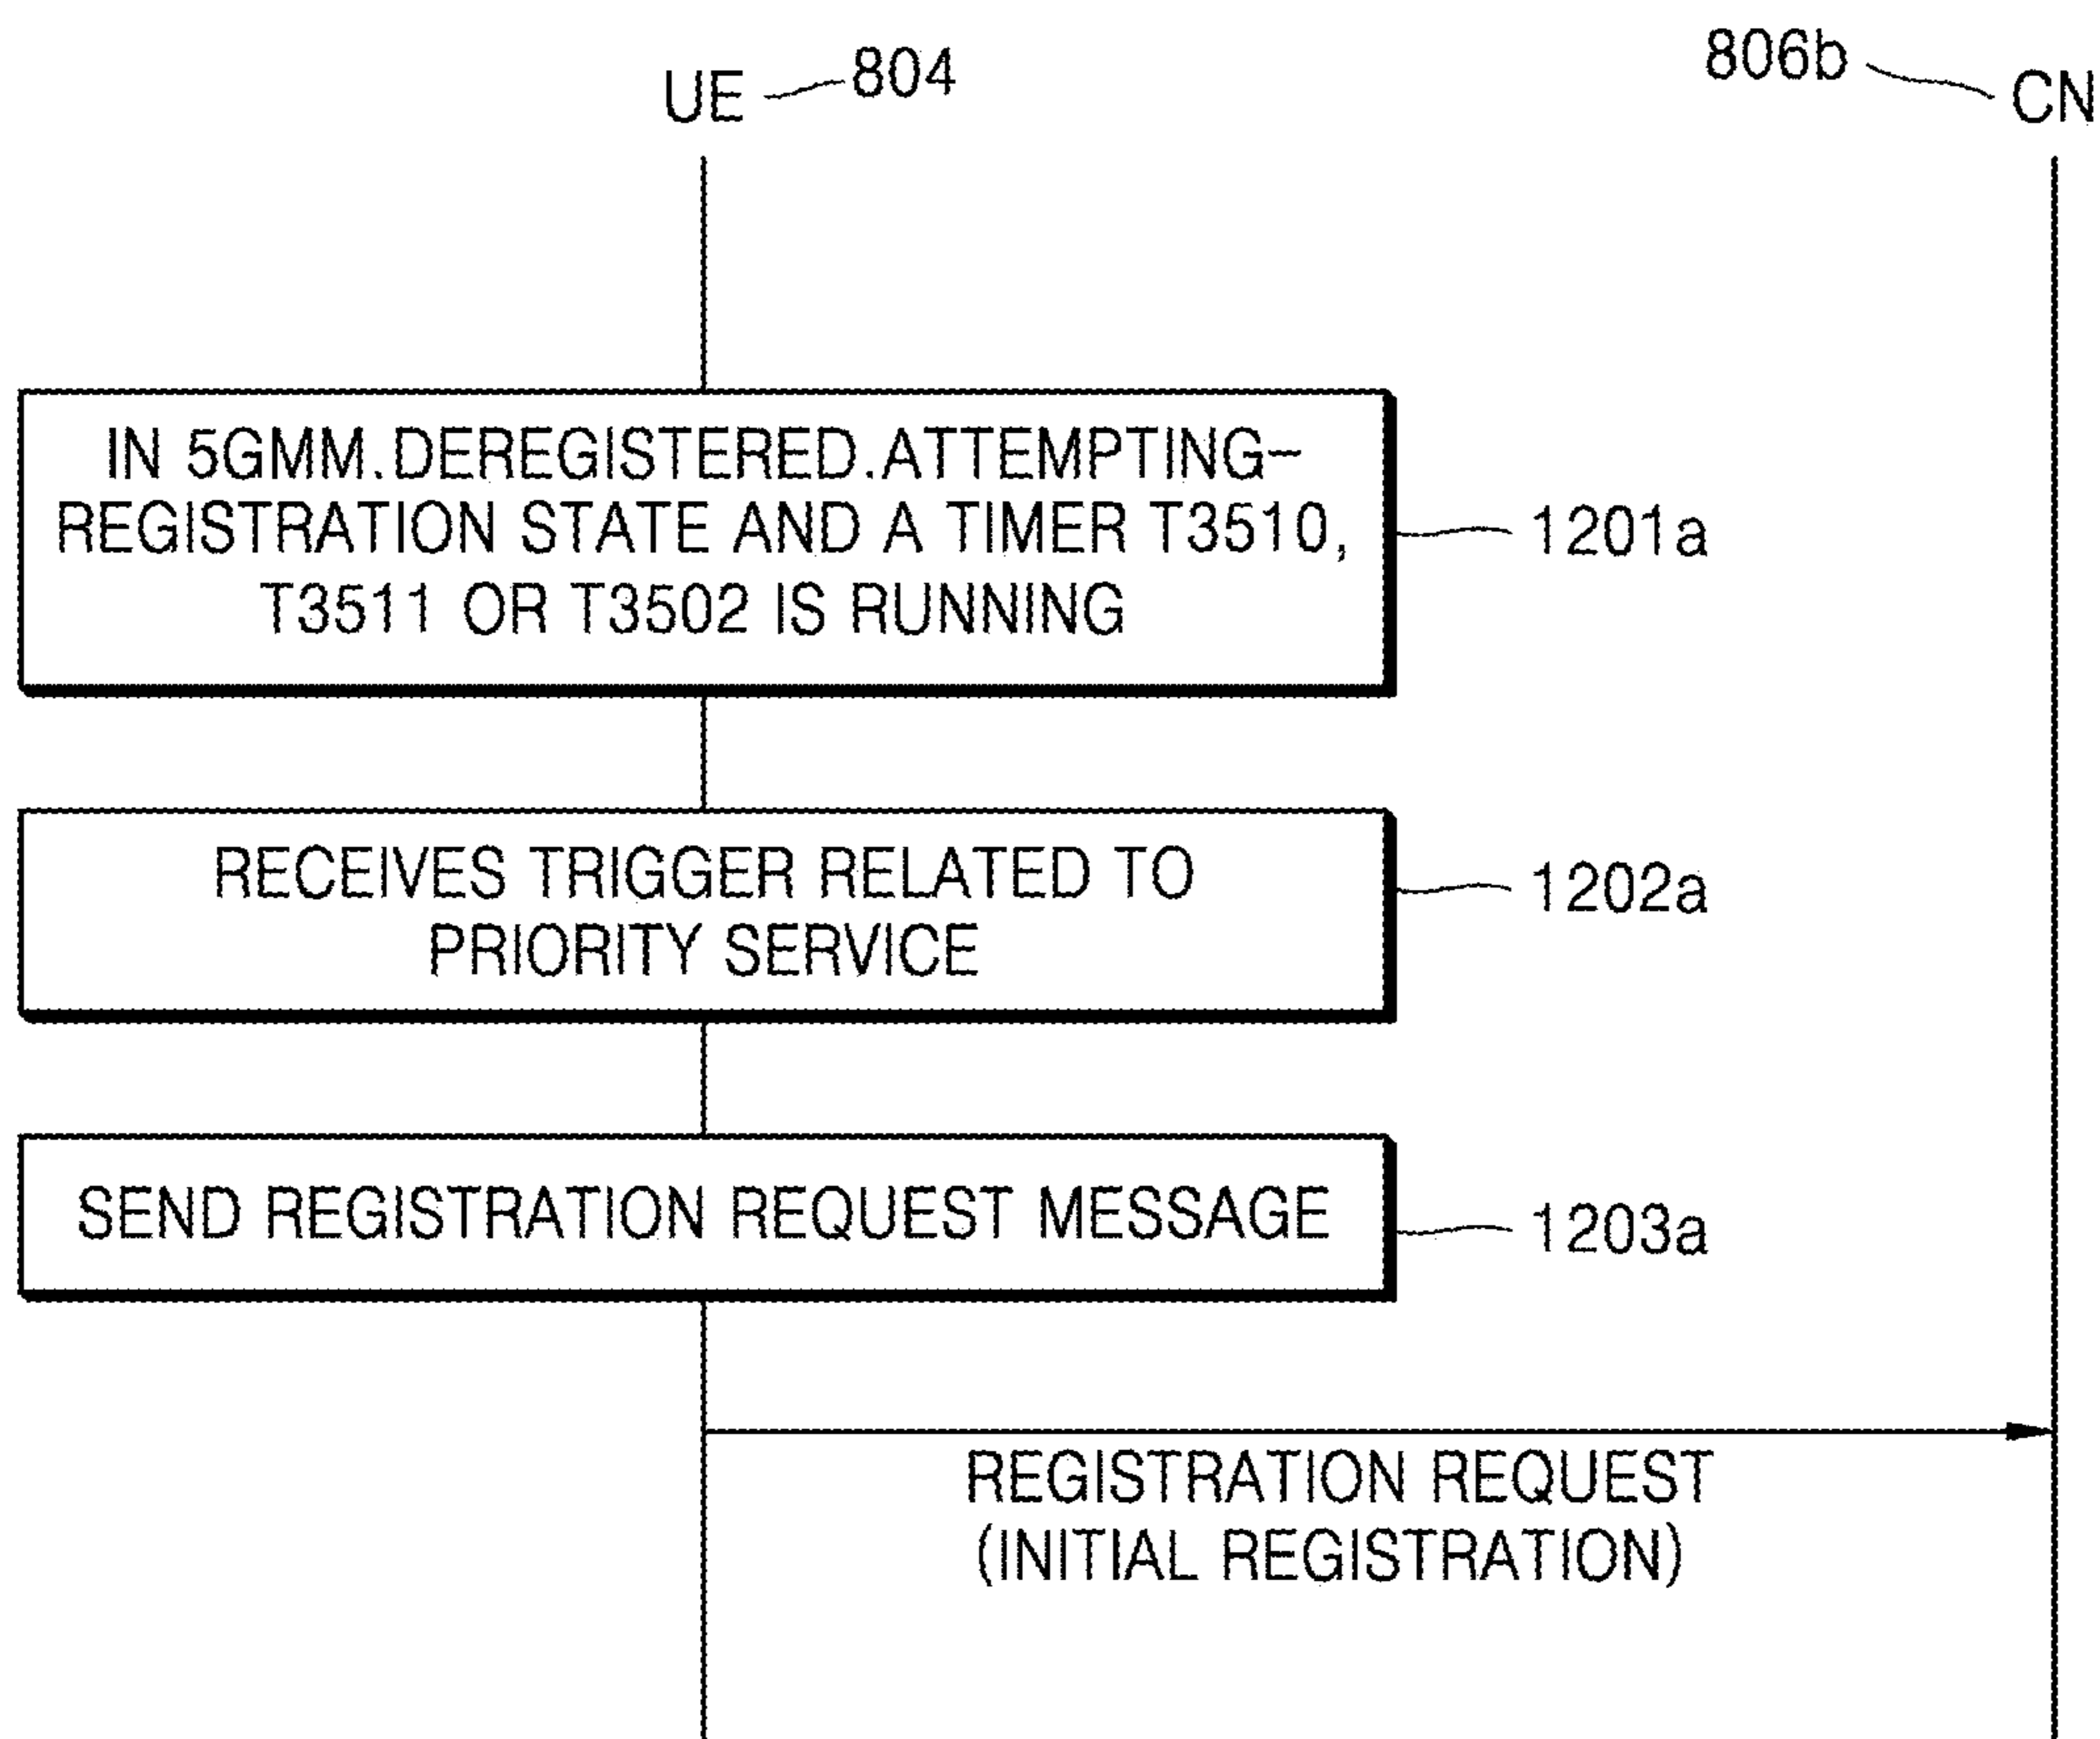 UE 804
806b CN
IN 5GMM.DEREGISTERED.ATTEMPTING-
REGISTRATION STATE AND A TIMER T3510,
T3511 OR T3502 IS RUNNING
1201a
RECEIVES TRIGGER RELATED TO
PRIORITY SERVICE
1202a
SEND REGISTRATION REQUEST MESSAGE
1203a
REGISTRATION REQUEST
(INITIAL REGISTRATION)